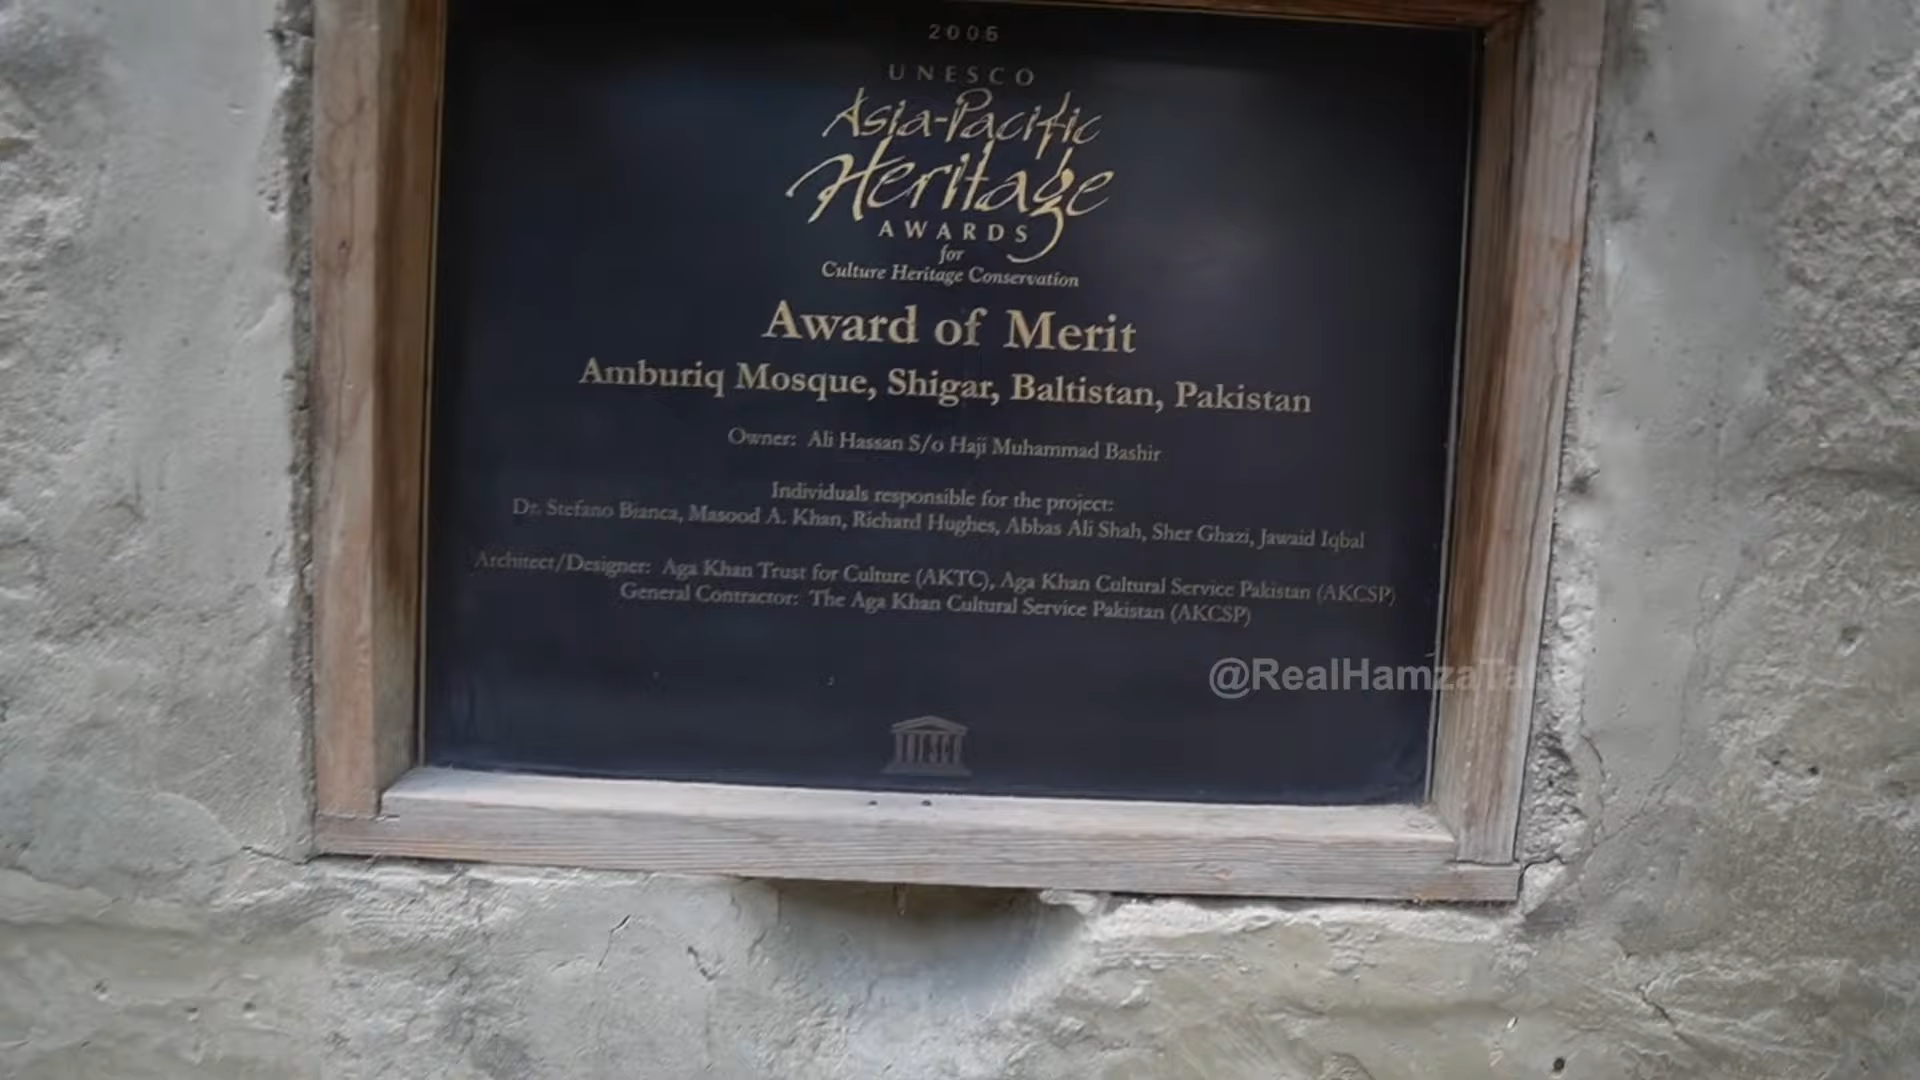 2005
UNESCO
Asia-Pacific
Heritage
AWARDS
for
Culture Heritage Conservation
Award of Merit
Amburiq Mosque, Shigar, Baltistan, Pakistan
Owner: Ali Hassan S/o Haji Muhammad Bashir
Individuals responsible for the project:
Dr. Stefano Bianca, Masood A. Khan, Richard Hughes, Abbas Ali Shah, Sher Ghazi, Jawaid Iqbal
Architect/Designer: Aga Khan Trust for Culture (AKTC), Aga Khan Cultural Service Pakistan (AKCSP)
General Contractor: The Aga Khan Cultural Service Pakistan (AKCSP)